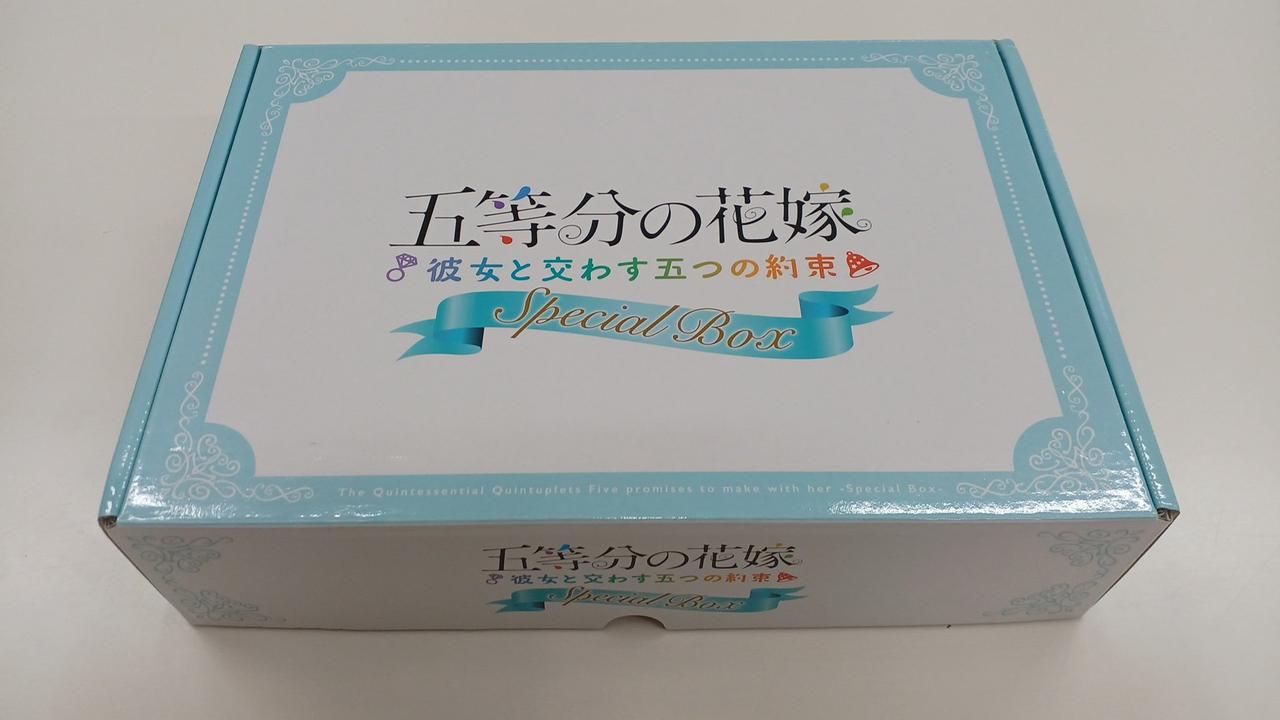 五等分の花嫁
彼女と交わす五つの約束
Special Box
The Quintessential Quintuplets Five promises to make with her -Special Box-
五等分の花嫁
彼女と交わす五つの約束
Special Box